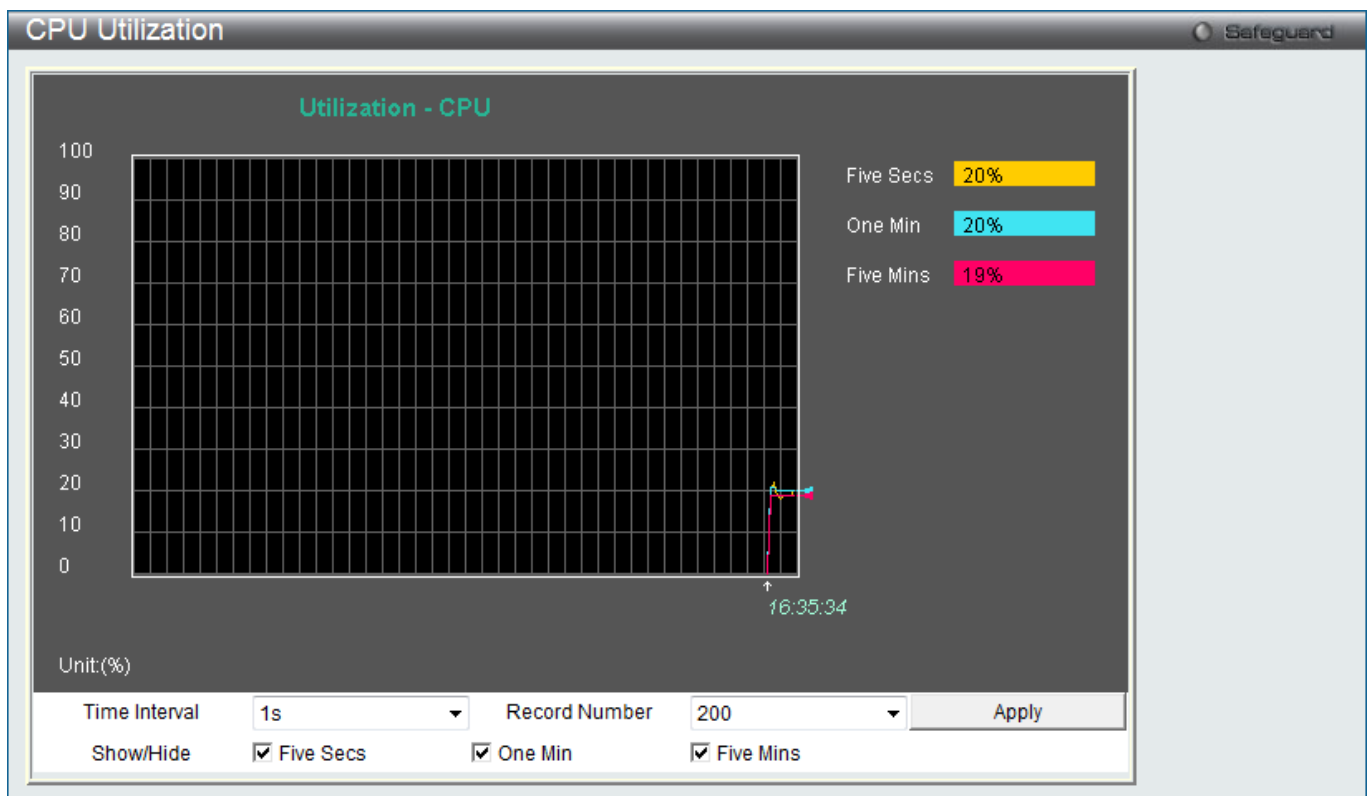 CPU Utilization
Safeguard
Utilization - CPU
100
90
80
70
60
50
40
30
20
10
0
Five Secs 20%
One Min 20%
Five Mins 19%
16:35:34
Unit:(%)
Time Interval 1s Record Number 200 Apply
Show/Hide Five Secs One Min Five Mins